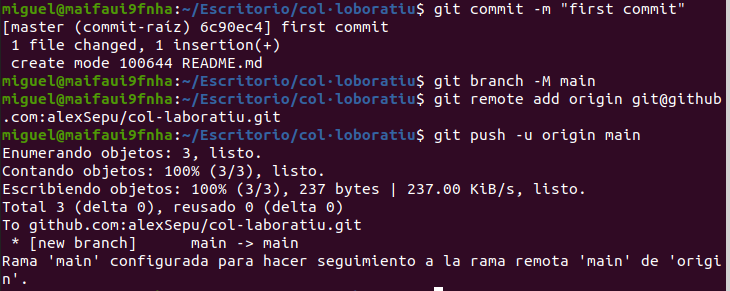 miguel@maifaui9fnha:~/Escritorio/col·loboratiu$ git commit -m "first commit"
[master (commit-raíz) 6c90ec4] first commit
 1 file changed, 1 insertion(+)
 create mode 100644 README.md
miguel@maifaui9fnha:~/Escritorio/col·loboratiu$ git branch -M main
miguel@maifaui9fnha:~/Escritorio/col·loboratiu$ git remote add origin git@github
.com:alexSepu/col-laboratiu.git
miguel@maifaui9fnha:~/Escritorio/col·loboratiu$ git push -u origin main
Enumerando objetos: 3, listo.
Contando objetos: 100% (3/3), listo.
Escribiendo objetos: 100% (3/3), 237 bytes | 237.00 KiB/s, listo.
Total 3 (delta 0), reusado 0 (delta 0)
To github.com:alexSepu/col-laboratiu.git
 * [new branch]      main -> main
Rama 'main' configurada para hacer seguimiento a la rama remota 'main' de 'origi
n'.